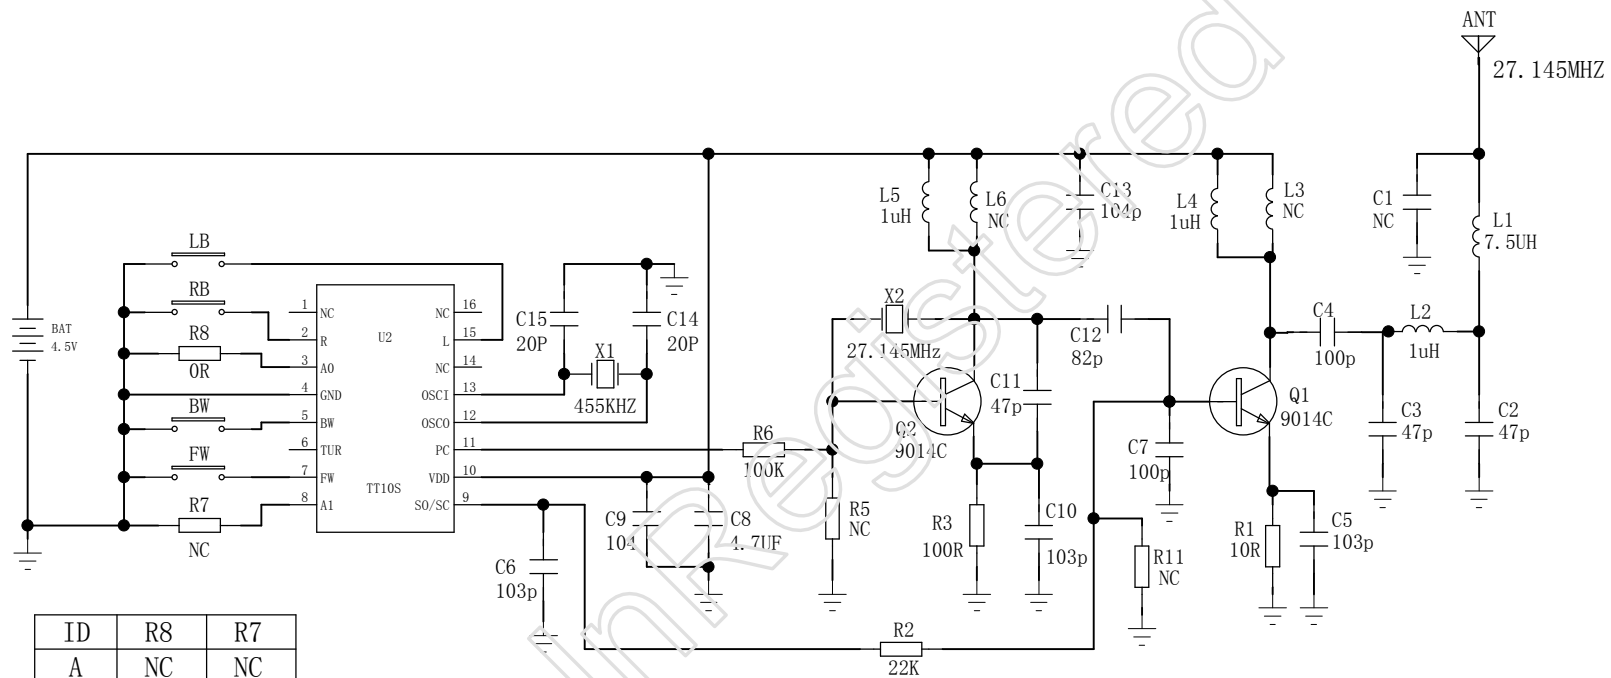 ANT
27.145MHZ
L5
1uH
L6
NC
C13
104p
L4
1uH
L3
NC
C1
NC
L1
7.5UH
LB
RB
R8
0R
BW
FW
R7
NC
BAT
4.5V
1 NC
2 R
3 A0
4 GND
5 BW
6 TUR
7 FW
8 A1
U2
TT10S
NC 16
L 15
NC 14
OSCI 13
OSCO 12
PC 11
VDD 10
SO/SC 9
C15
20P
C14
20P
X1
455KHZ
X2
27.145MHz
C12
82p
C11
47p
Q2
9014C
R6
100K
R5
NC
C9
104
C8
4.7UF
C6
103p
R3
100R
C10
103p
C7
100p
R11
NC
Q1
9014C
C4
100p
L2
1uH
C3
47p
C2
47p
R1
10R
C5
103p
R2
22K
ID R8 R7
A NC NC
UnRegistered